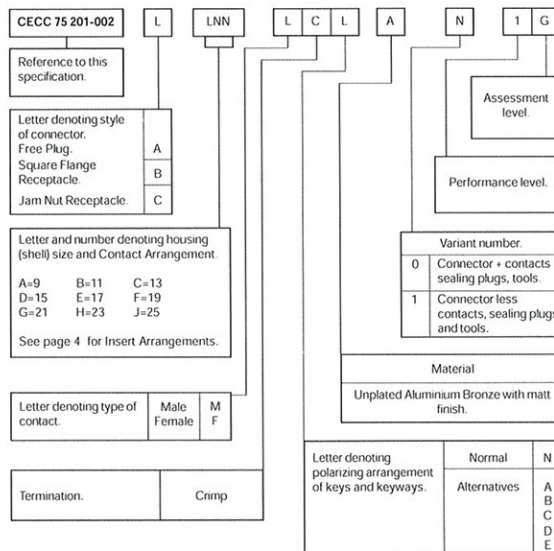 CECC 75 201-002 L LNN L C L A N 1 G
Reference to this
specification.
Assessment
level.
Letter denoting style
of connector.
Free Plug. A
Square Flange
Receptacle. B
Jam Nut Receptacle. C
Performance level.
Letter and number denoting housing
(shell) size and Contact Arrangement.
A=9 B=11 C=13
D=15 E=17 F=19
G=21 H=23 J=25
See page 4 for Insert Arrangements.
Variant number.
0 Connector + contacts
sealing plugs, tools.
1 Connector less
contacts, sealing plugs
and tools.
Material
Unplated Aluminium Bronze with matt
finish.
Letter denoting type of
contact.
Male M
Female F
Termination. Crimp
Letter denoting
polarizing arrangement
of keys and keyways.
Normal N
Alternatives A
B
C
D
E